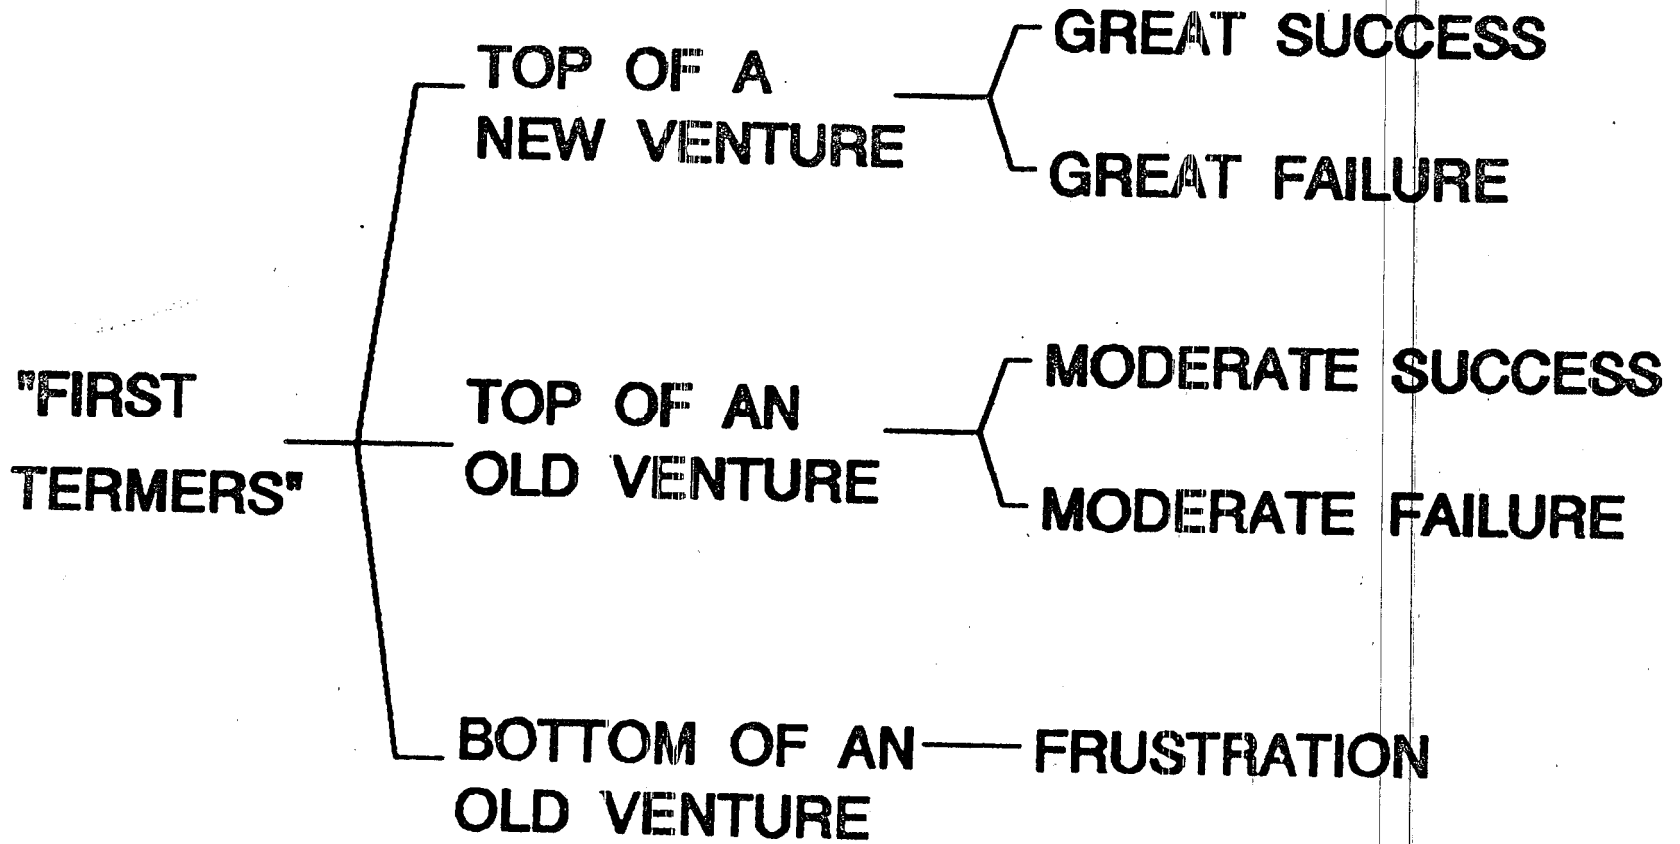 "FIRST
TERMERS"
TOP OF A
NEW VENTURE
GREAT SUCCESS
GREAT FAILURE
TOP OF AN
OLD VENTURE
MODERATE SUCCESS
MODERATE FAILURE
BOTTOM OF AN
OLD VENTURE
FRUSTRATION